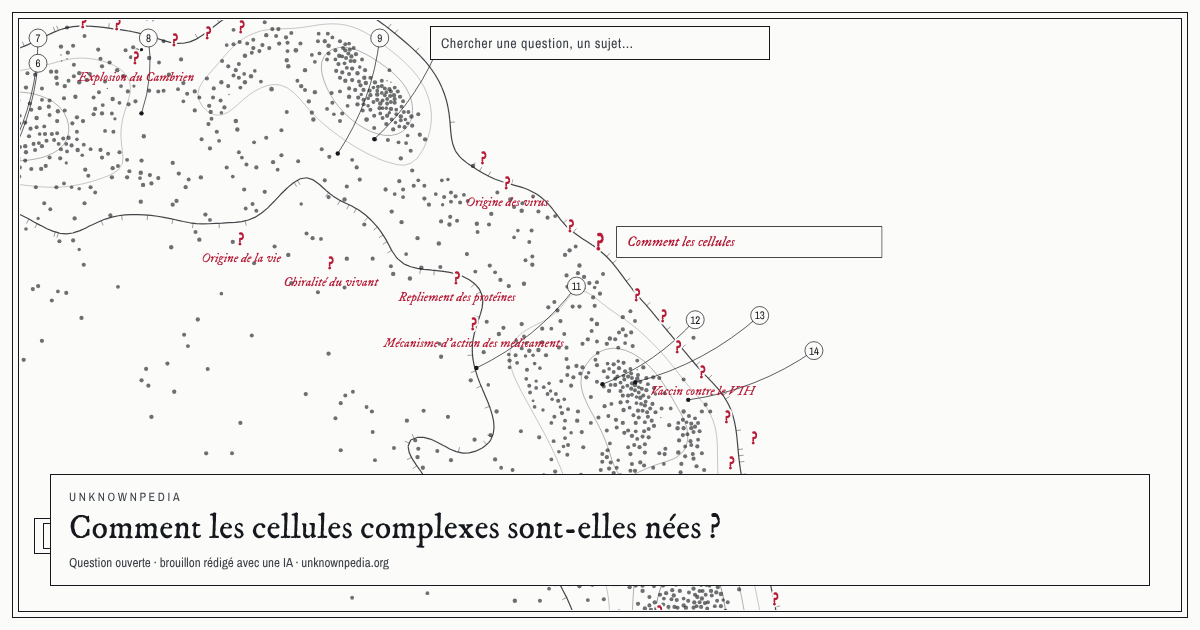 7
8
9
6
Chercher une question, un sujet…
Explosion du Cambrien
Origine des virus
Comment les cellules
Origine de la vie
Chiralité du vivant
Repliement des protéines
11
12
13
Mécanisme d'action des médicaments
14
Vaccin contre le VIH
UNKNOWNPEDIA
Comment les cellules complexes sont-elles nées ?
Question ouverte · brouillon rédigé avec une IA · unknownpedia.org